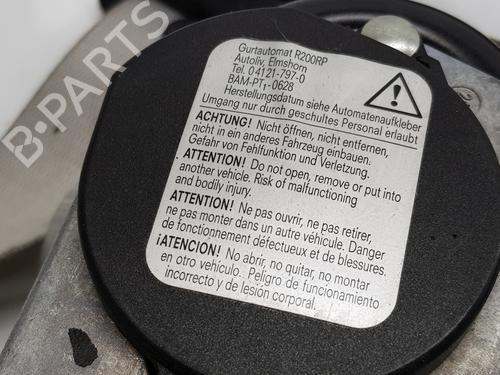 Gurtautomat R200RP
Autoliv, Elmshorn
Tel. 04121-797-0
BAM-PT₁-0628
Herstellungsdatum siehe Automatenaufkleber
Umgang nur durch geschultes Personal erlaubt
ACHTUNG! Nicht öffnen, nicht entfernen,
nicht in ein anderes Fahrzeug einbauen.
Gefahr von Fehlfunktion und Verletzung.
ATTENTION! Do not open, remove or put into
another vehicle. Risk of malfunctioning
and bodily injury.
ATTENTION! Ne pas ouvrir, ne pas retirer,
ne pas monter dans un autre véhicule. Danger
de fonctionnement défectueux et de blessures.
¡ATENCION! No abrir, no quitar, no montar
en otro vehículo. Peligro de funcionamiento
incorrecto y de lesión corporal.
B-PARTS